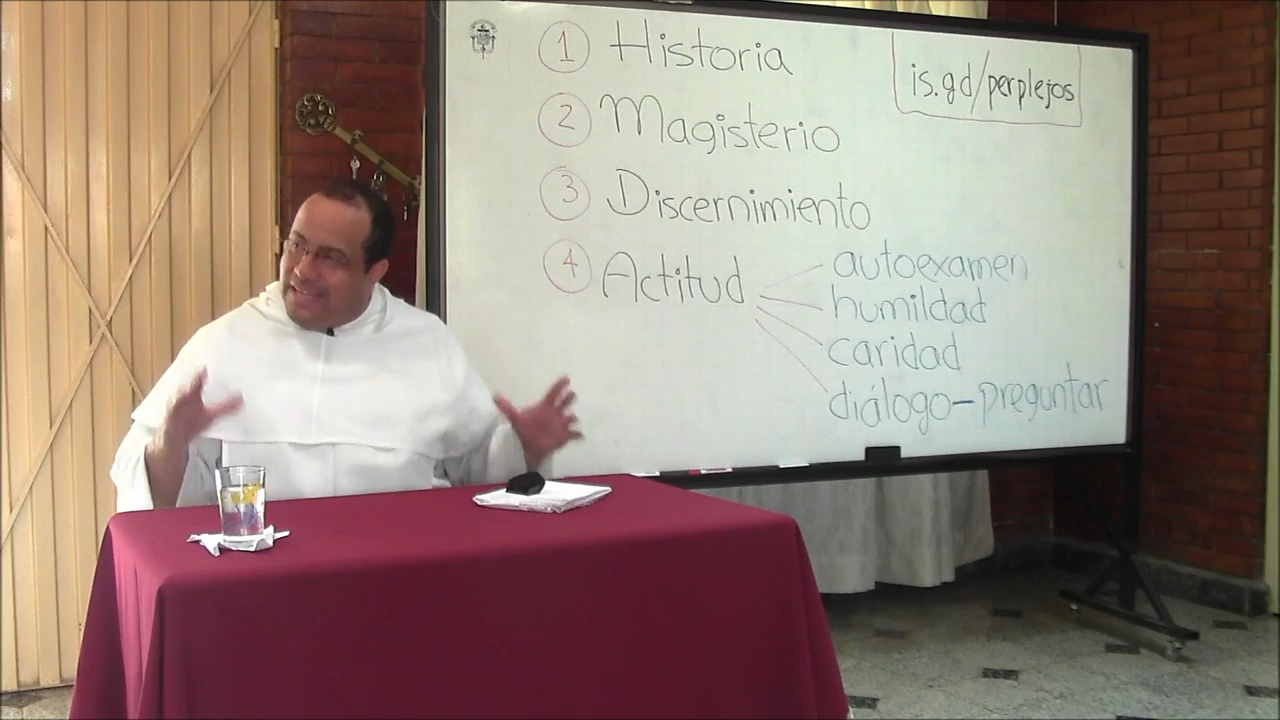 1 Historia
is.gd/perplejos
2 Magisterio
3 Discernimiento
4 Actitud
autoexamen
humildad
caridad
diálogo-preguntar